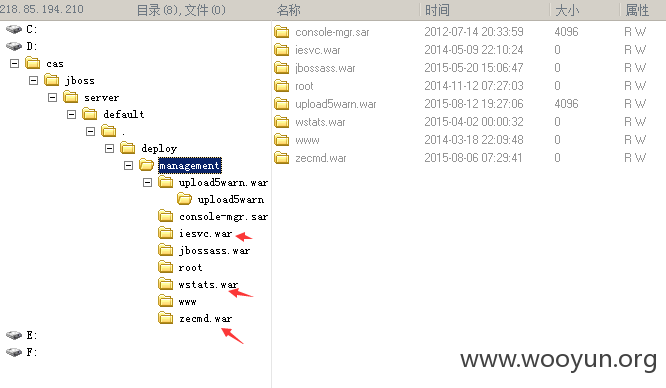 218.85.194.210 目录(8),文件(0) 名称 时间 大小 属性
C:
D:
cas
jboss
server
default
.
deploy
management
upload5warn.war
upload5warn
console-mgr.sar
iesvc.war
jbossass.war
root
wstats.war
www
zecmd.war
E:
F:
console-mgr.sar 2012-07-14 20:33:59 4096 R W
iesvc.war 2014-05-09 22:10:24 0 R W
jbossass.war 2015-05-20 15:06:47 0 R W
root 2014-11-12 07:27:03 0 R W
upload5warn.war 2015-08-12 19:27:06 4096 R W
wstats.war 2015-04-02 00:00:32 0 R W
www 2014-03-18 22:09:48 0 R W
zecmd.war 2015-08-06 07:29:41 0 R W
www.wooyun.org